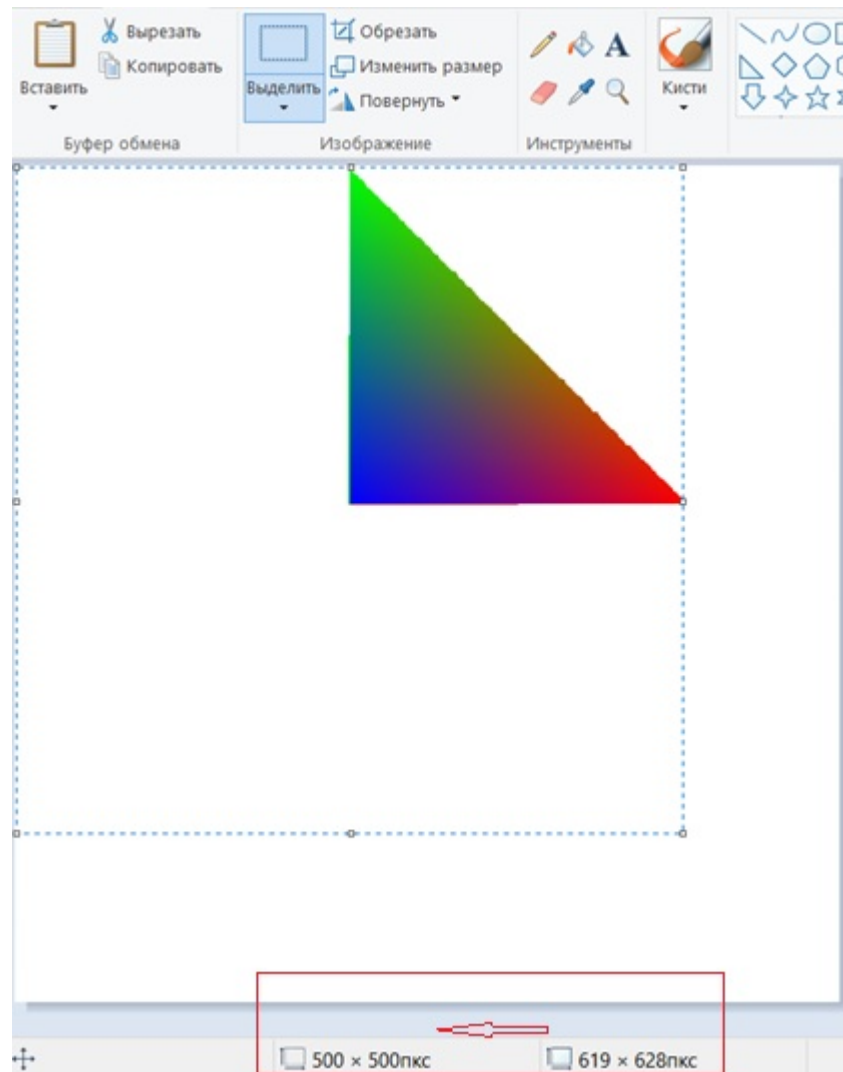 Вставить
Вырезать
Копировать
Буфер обмена
Выделить
Обрезать
Изменить размер
Повернуть
Изображение
A
Инструменты
Кисти
500 × 500пкс
619 × 628пкс